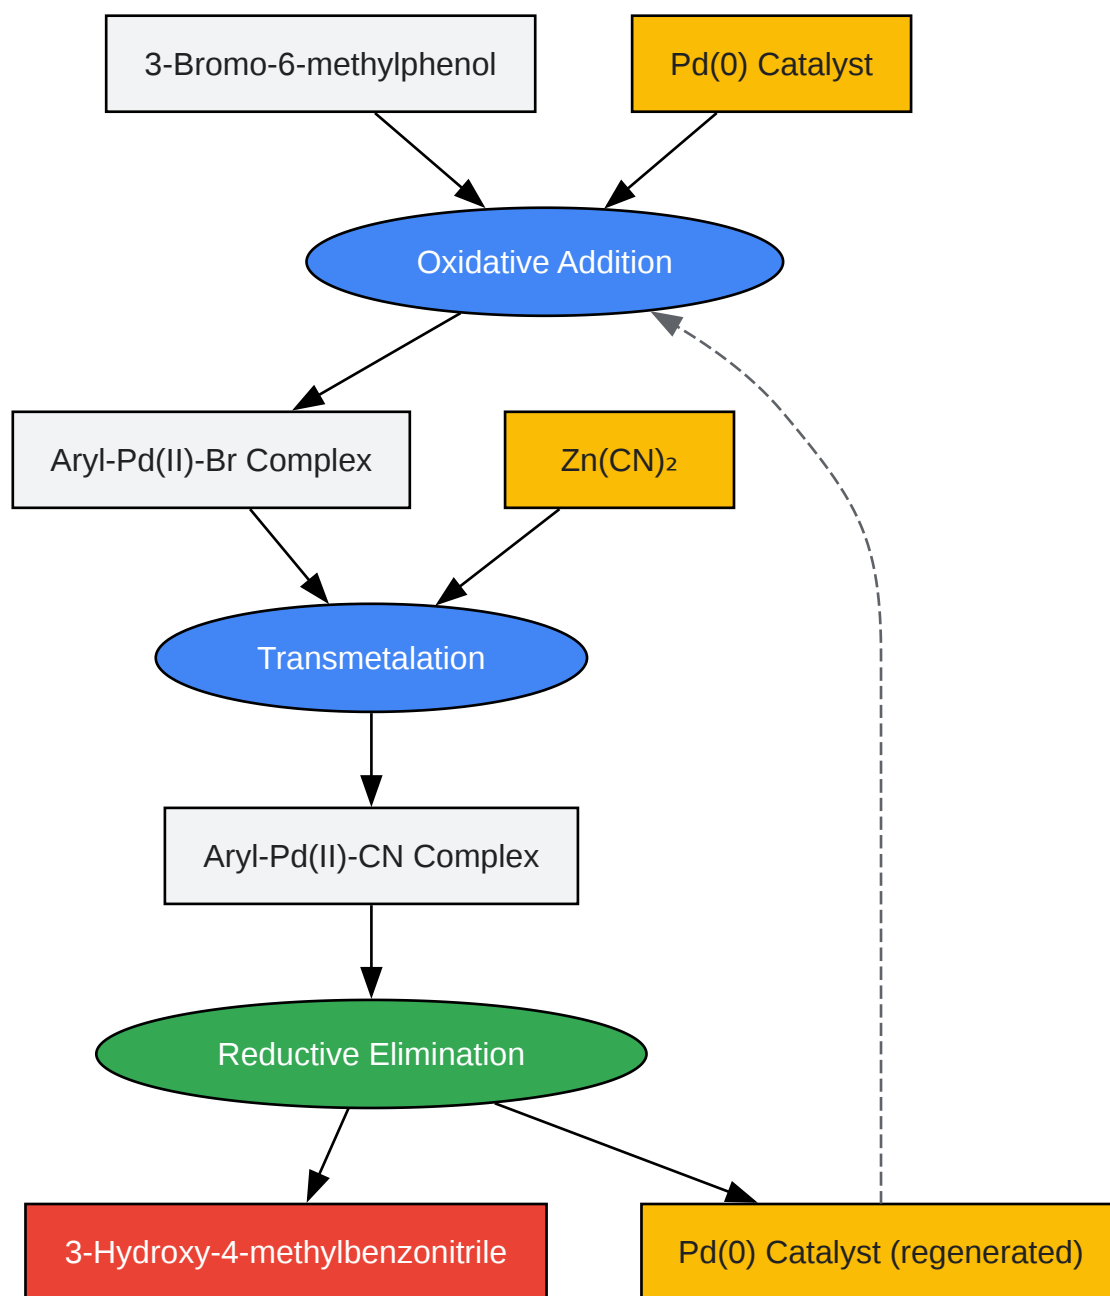 3-Bromo-6-methylphenol
Pd(0) Catalyst
Oxidative Addition
Aryl-Pd(II)-Br Complex
Zn(CN)₂
Transmetalation
Aryl-Pd(II)-CN Complex
Reductive Elimination
3-Hydroxy-4-methylbenzonitrile
Pd(0) Catalyst (regenerated)